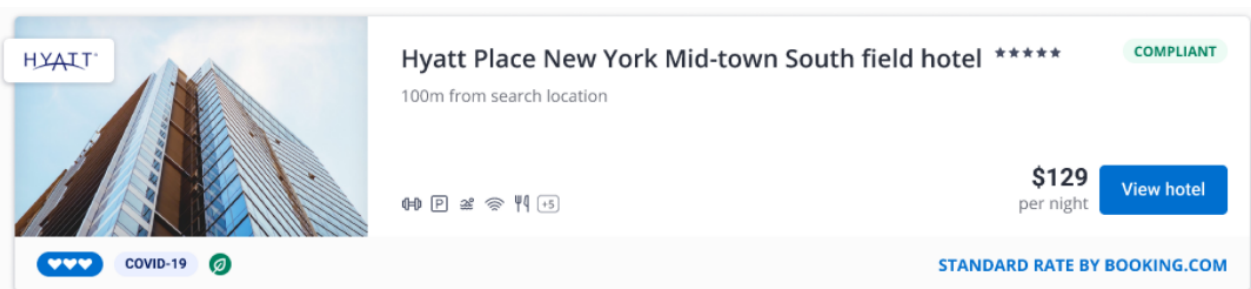 HYATT
Hyatt Place New York Mid-town South field hotel ★★★★★
COMPLIANT
100m from search location
P
+5
$129
per night
View hotel
COVID-19
STANDARD RATE BY BOOKING.COM